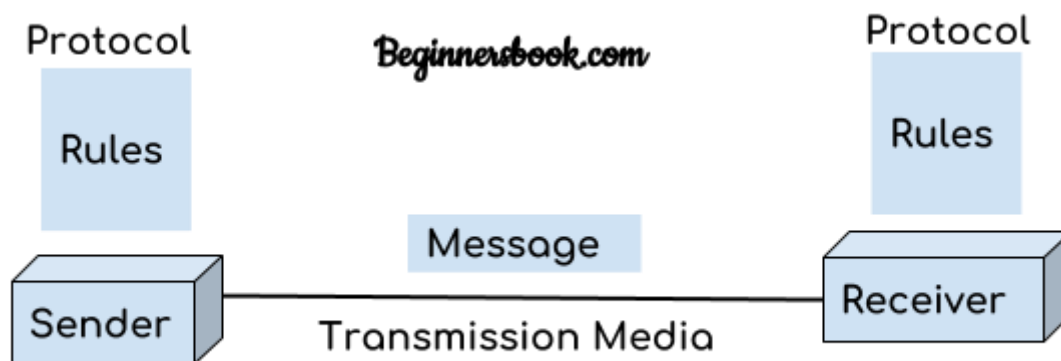 Protocol
Beginnersbook.com
Protocol
Rules
Rules
Message
Sender
Receiver
Transmission Media